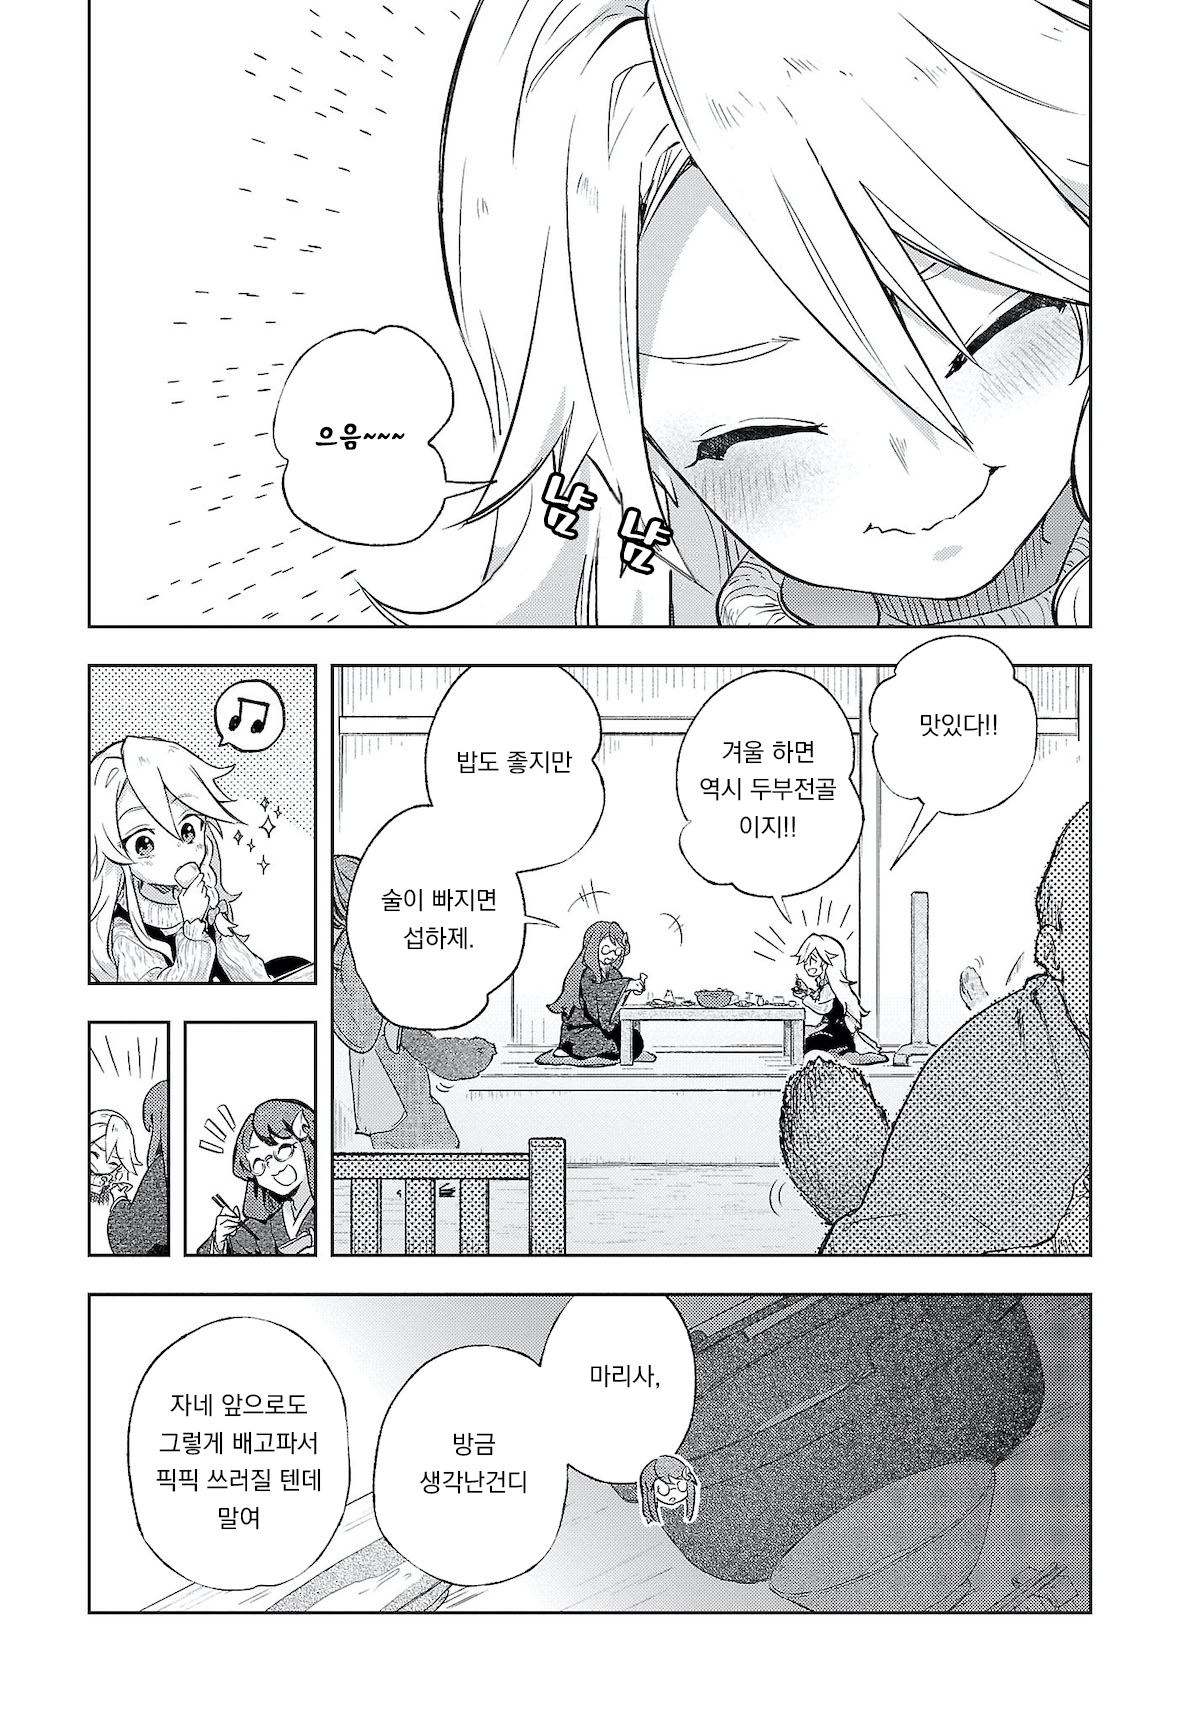 으음~~~
냠
냠
맛있다!!
겨울 하면
역시 두부전골
이지!!
밥도 좋지만
술이 빠지면
섭하제.
마리사,
방금
생각난건디
자네 앞으로도
그렇게 배고파서
픽픽 쓰러질 텐데
말여